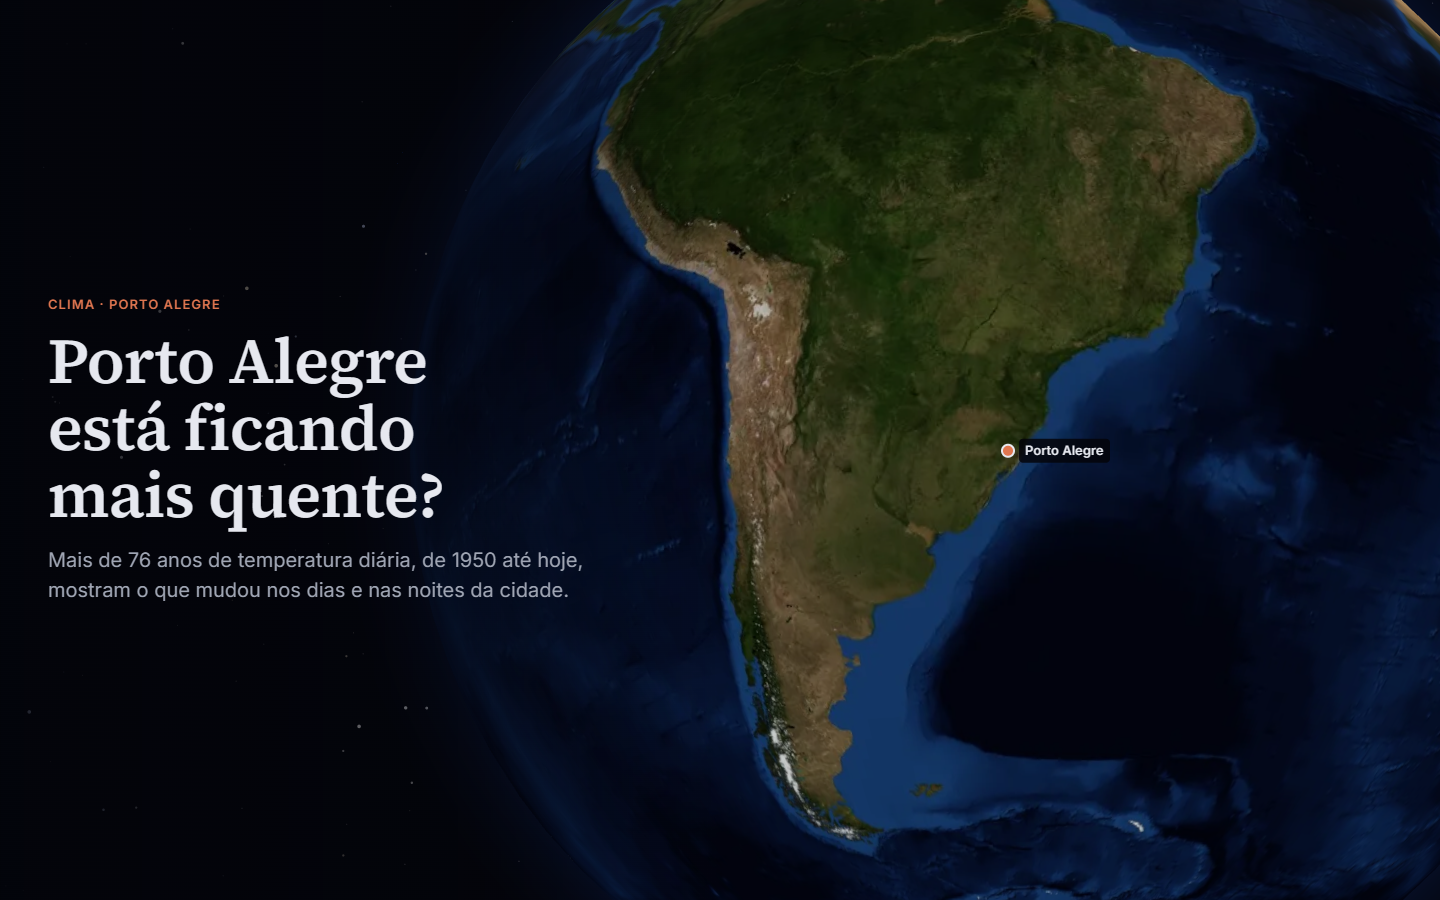 CLIMA · PORTO ALEGRE
Porto Alegre
está ficando
mais quente?
Mais de 76 anos de temperatura diária, de 1950 até hoje,
mostram o que mudou nos dias e nas noites da cidade.
Porto Alegre